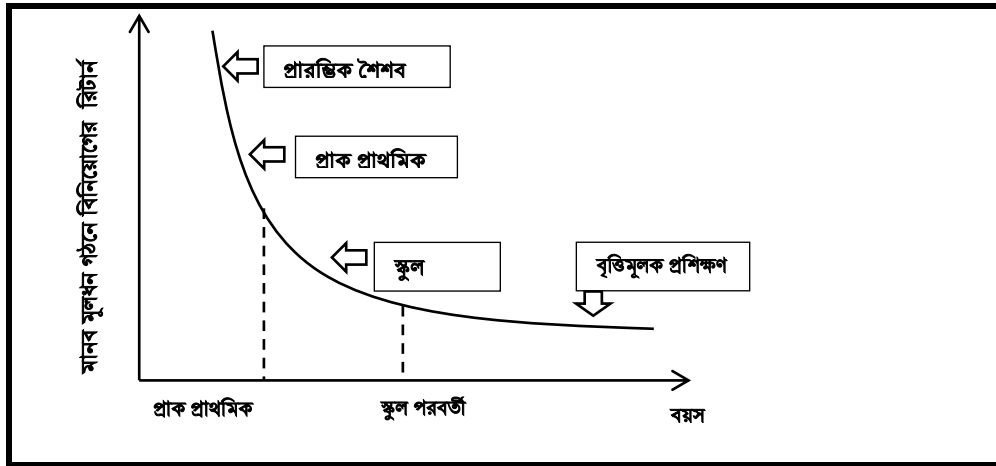 প্রারম্ভিক শৈশব
প্রাক প্রাথমিক
স্কুল
বৃত্তিমূলক প্রশিক্ষণ
মানব মূলধন গঠনে বিনিয়োগের রিটার্ন
প্রাক প্রাথমিক
স্কুল পরবর্তী
বয়স